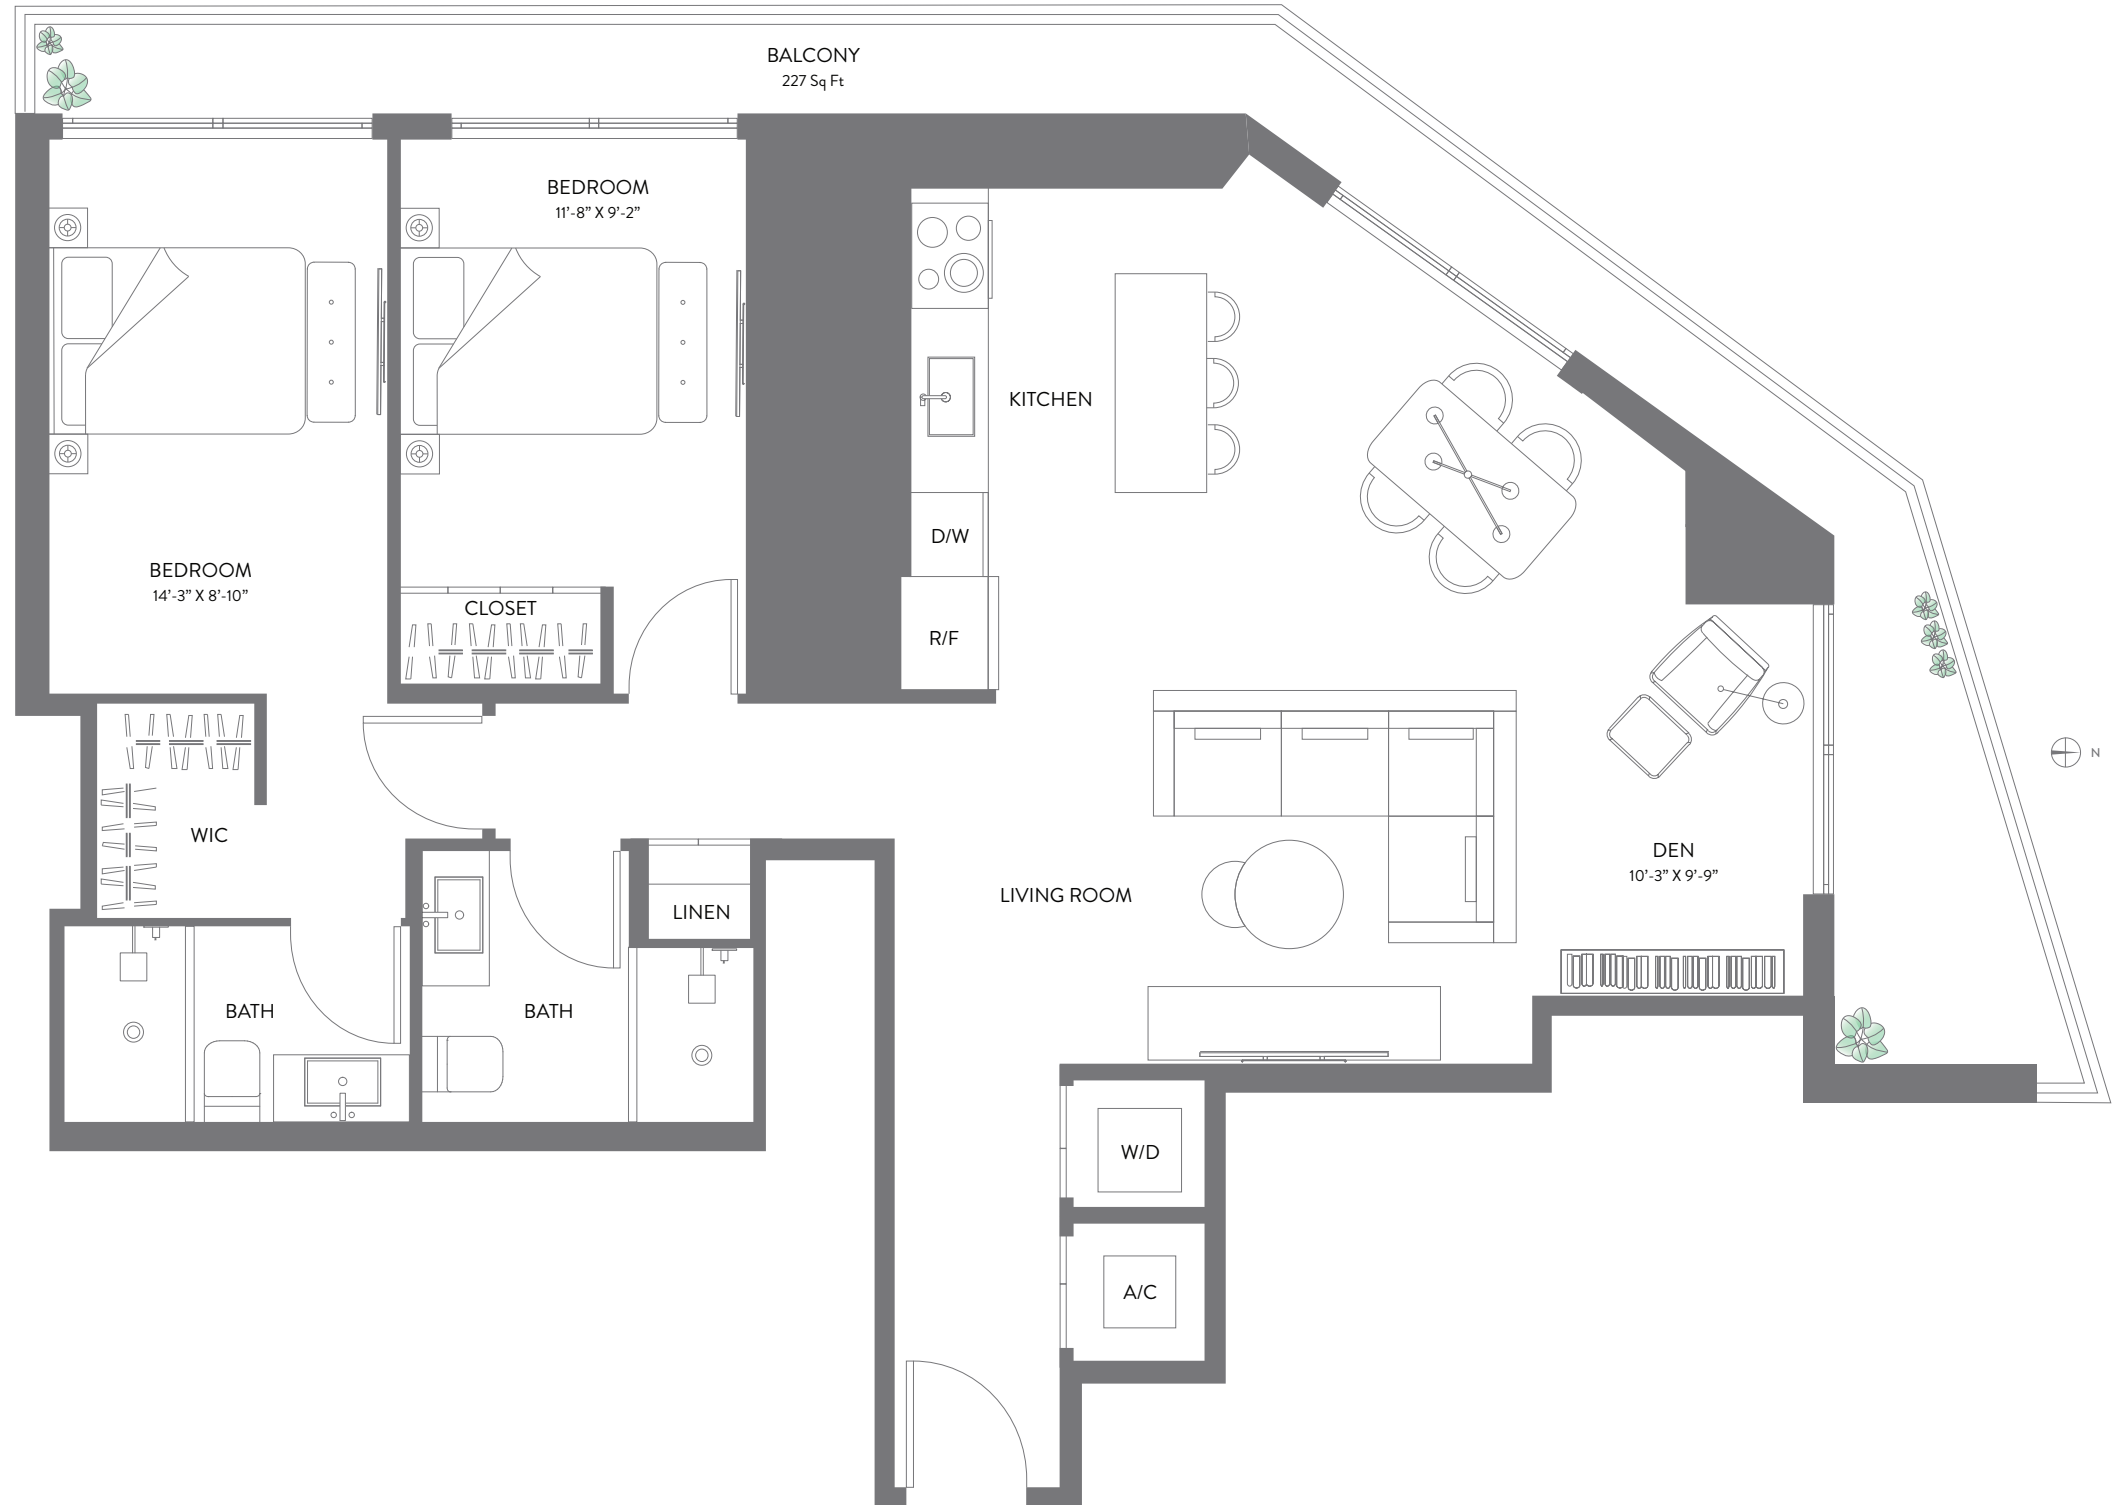 BALCONY
227 Sq Ft
BEDROOM
11’-8” X 9’-2”
KITCHEN
D/W
BEDROOM
14’-3” X 8’-10”
CLOSET
R/F
N
WIC
DEN
10’-3” X 9’-9”
LIVING ROOM
LINEN
BATH
BATH
W/D
A/C